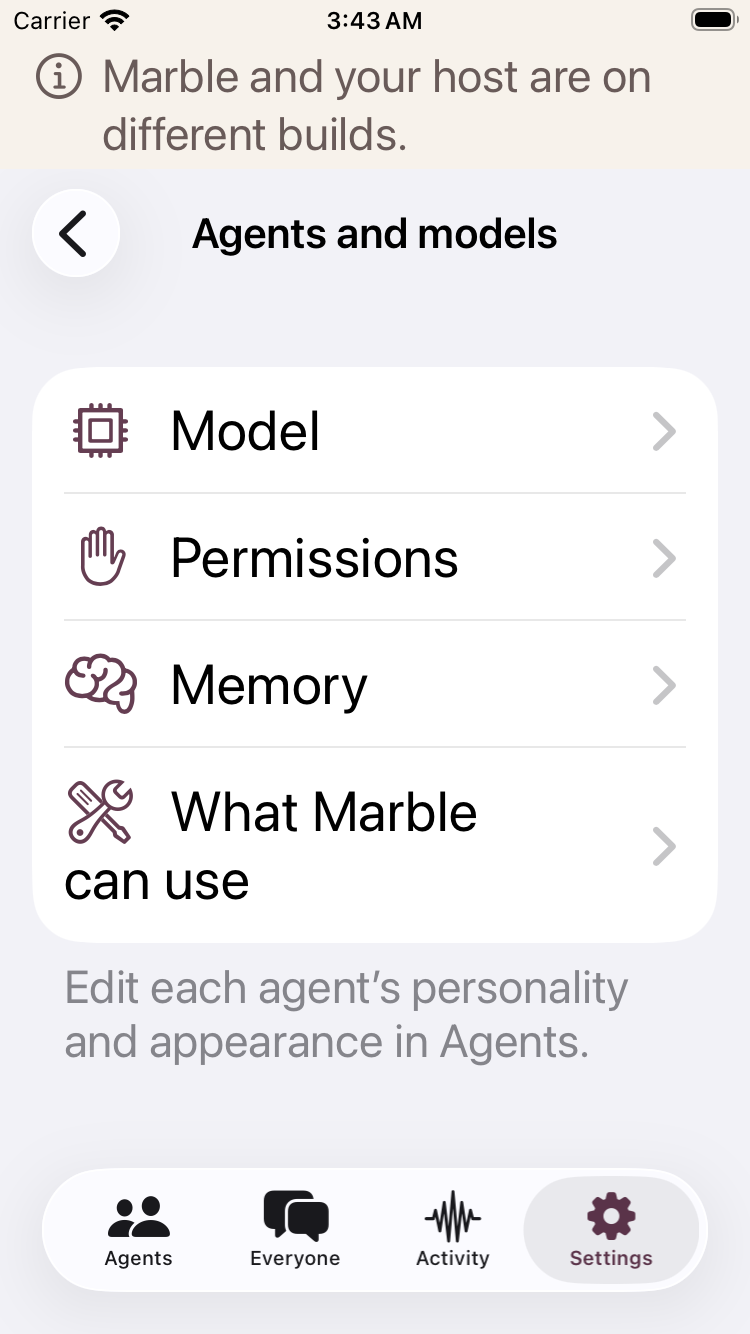 Carrier 3:43 AM
Marble and your host are on
different builds.
Agents and models
Model
Permissions
Memory
What Marble
can use
Edit each agent’s personality
and appearance in Agents.
Agents Everyone Activity Settings